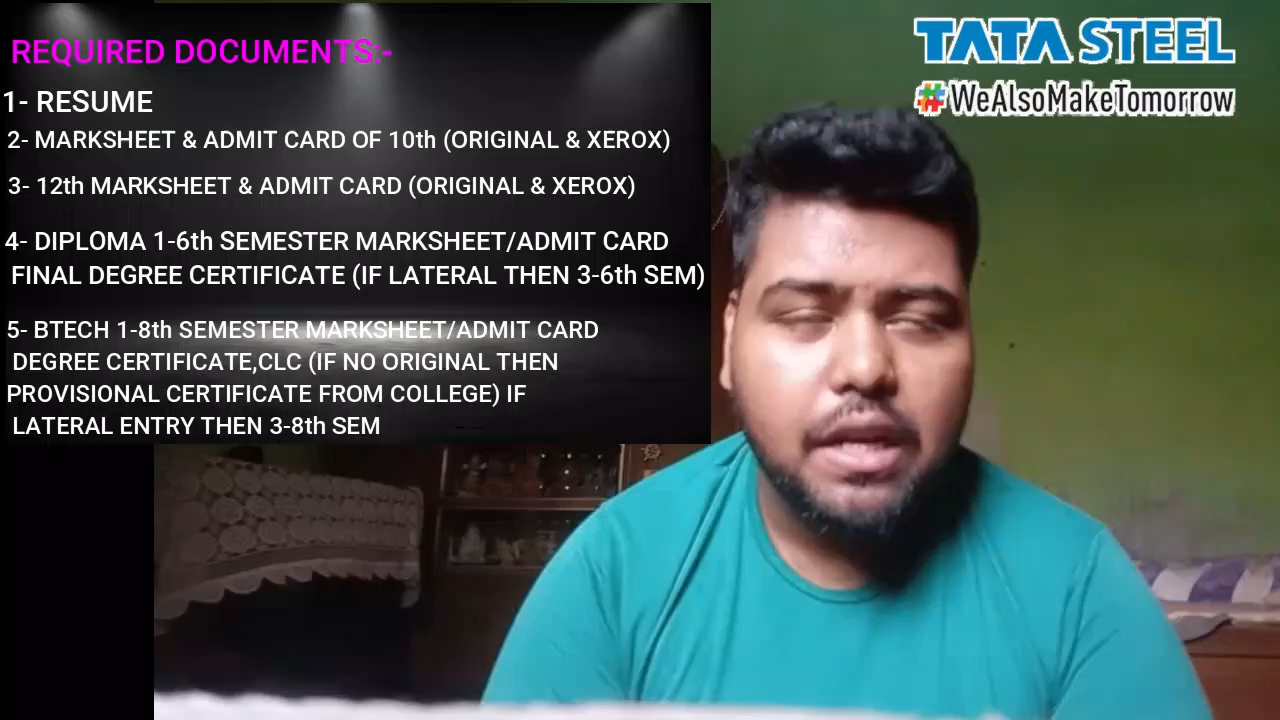 REQUIRED DOCUMENTS:-
1- RESUME
2- MARKSHEET & ADMIT CARD OF 10th (ORIGINAL & XEROX)
3- 12th MARKSHEET & ADMIT CARD (ORIGINAL & XEROX)
4- DIPLOMA 1-6th SEMESTER MARKSHEET/ADMIT CARD
FINAL DEGREE CERTIFICATE (IF LATERAL THEN 3-6th SEM)
5- BTECH 1-8th SEMESTER MARKSHEET/ADMIT CARD
DEGREE CERTIFICATE,CLC (IF NO ORIGINAL THEN
PROVISIONAL CERTIFICATE FROM COLLEGE) IF
LATERAL ENTRY THEN 3-8th SEM
TATA STEEL
#WeAlsoMakeTomorrow